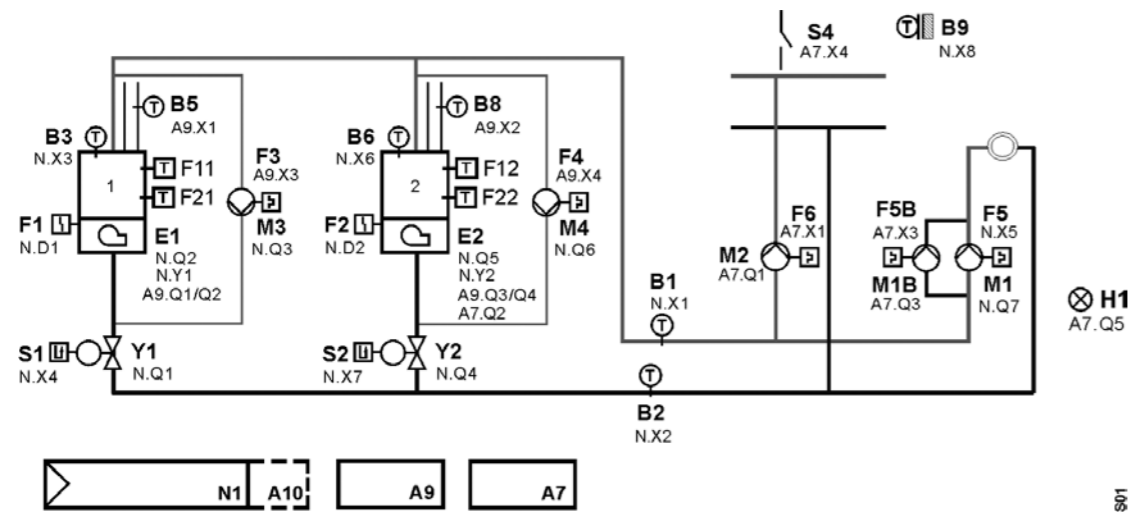 S4
A7.X4
T
B9
N.X8
T
B5
A9.X1
T
B8
A9.X2
B3
T
N.X3
B6
T
N.X6
1
T
F11
T
F21
F3
A9.X3
M3
N.Q3
2
T
F12
T
F22
F4
A9.X4
M4
N.Q6
F1
N.D1
E1
N.Q2
N.Y1
A9.Q1/Q2
F2
N.D2
E2
N.Q5
N.Y2
A9.Q3/Q4
A7.Q2
F6
A7.X1
M2
A7.Q1
F5B
A7.X3
M1B
A7.Q3
F5
N.X5
M1
N.Q7
B1
N.X1
T
H1
A7.Q5
S1
N.X4
Y1
N.Q1
S2
N.X7
Y2
N.Q4
T
B2
N.X2
N1
A10
A9
A7
S01